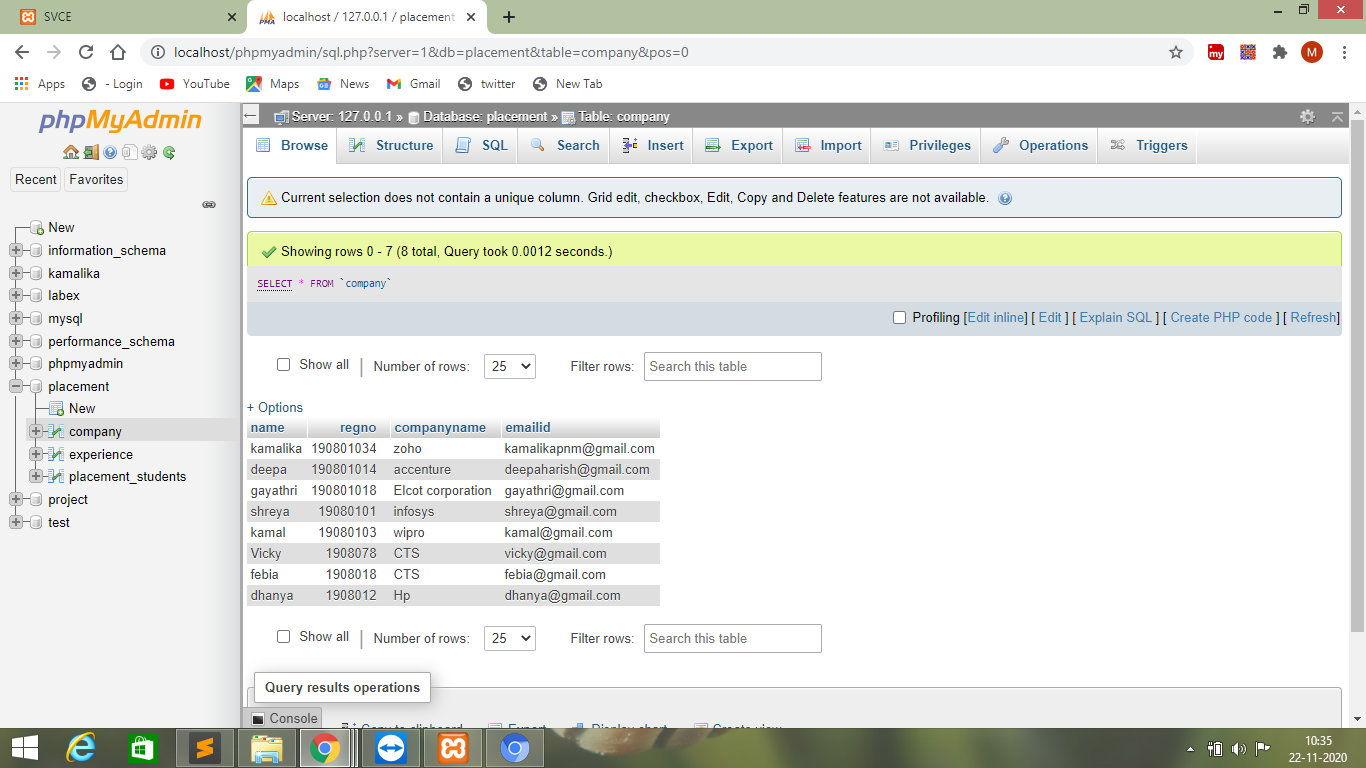 SVCE
localhost / 127.0.0.1 / placement
localhost/phpmyadmin/sql.php?server=1&db=placement&table=company&pos=0
my
M
Apps - Login YouTube Maps News Gmail twitter New Tab
phpMyAdmin
Recent Favorites
New
information_schema
kamalika
labex
mysql
performance_schema
phpmyadmin
placement
New
company
experience
placement_students
project
test
Server: 127.0.0.1 » Database: placement » Table: company
Browse Structure SQL Search Insert Export Import Privileges Operations Triggers
Current selection does not contain a unique column. Grid edit, checkbox, Edit, Copy and Delete features are not available.
Showing rows 0 - 7 (8 total, Query took 0.0012 seconds.)
SELECT * FROM `company`
Profiling [Edit inline] [ Edit ] [ Explain SQL ] [ Create PHP code ] [ Refresh]
Show all | Number of rows: 25 Filter rows: Search this table
+ Options
name regno companyname emailid
kamalika 190801034 zoho kamalikapnm@gmail.com
deepa 190801014 accenture deepaharish@gmail.com
gayathri 190801018 Elcot corporation gayathri@gmail.com
shreya 19080101 infosys shreya@gmail.com
kamal 19080103 wipro kamal@gmail.com
Vicky 1908078 CTS vicky@gmail.com
febia 1908018 CTS febia@gmail.com
dhanya 1908012 Hp dhanya@gmail.com
Show all | Number of rows: 25 Filter rows: Search this table
Query results operations
Console
Copy to clipboard Export Display chart Create view
10:35
22-11-2020